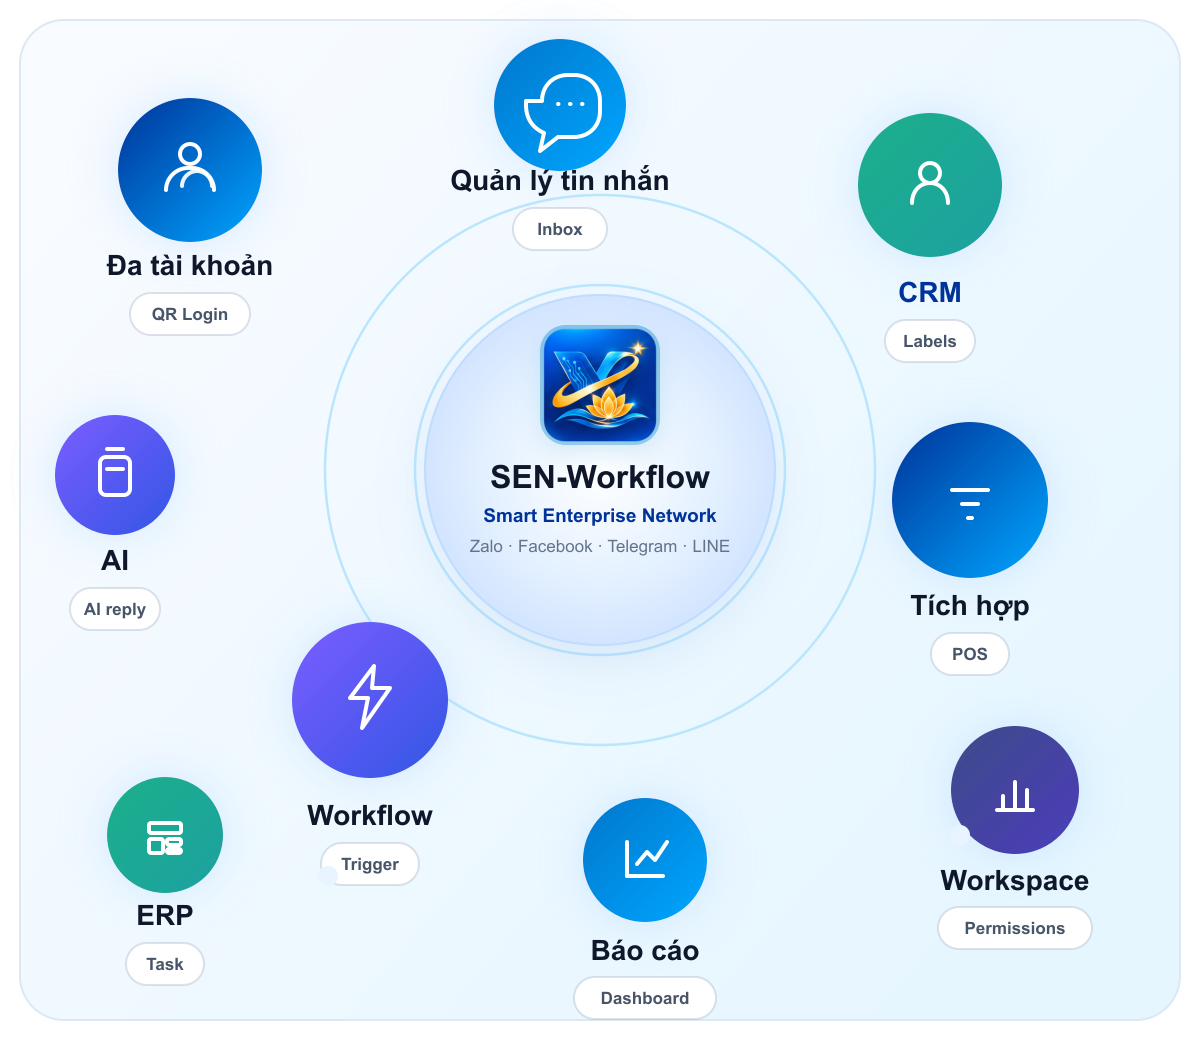 Quản lý tin nhắn
Inbox
Đa tài khoản
QR Login
CRM
Labels
SEN-Workflow
Smart Enterprise Network
Zalo · Facebook · Telegram · LINE
AI
AI reply
Tích hợp
POS
Workflow
Trigger
Workspace
Permissions
ERP
Task
Báo cáo
Dashboard